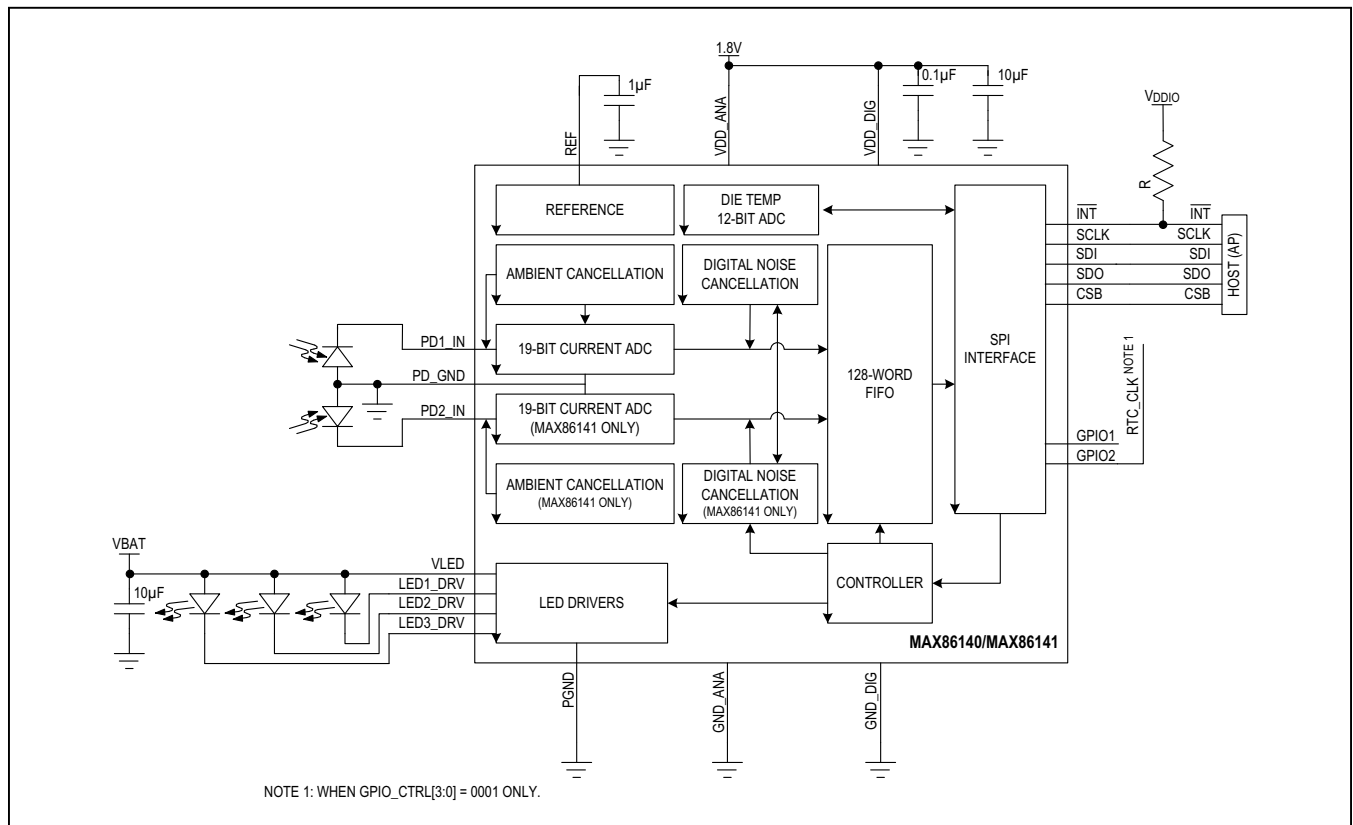 1.8V
1µF
0.1µF
10µF
VDDIO
REF
VDD_ANA
VDD_DIG
R
REFERENCE
DIE TEMP
12-BIT ADC
INT
INT
SCLK
SCLK
SDI
SDI
SDO
SDO
CSB
CSB
HOST (AP)
AMBIENT CANCELLATION
DIGITAL NOISE
CANCELLATION
PD1_IN
19-BIT CURRENT ADC
SPI
INTERFACE
PD_GND
128-WORD
FIFO
PD2_IN
19-BIT CURRENT ADC
(MAX86141 ONLY)
RTC_CLK NOTE 1
GPIO1
GPIO2
AMBIENT CANCELLATION
(MAX86141 ONLY)
DIGITAL NOISE
CANCELLATION
(MAX86141 ONLY)
VBAT
10µF
VLED
LED1_DRV
LED2_DRV
LED3_DRV
LED DRIVERS
CONTROLLER
MAX86140/MAX86141
PGND
GND_ANA
GND_DIG
NOTE 1: WHEN GPIO_CTRL[3:0] = 0001 ONLY.